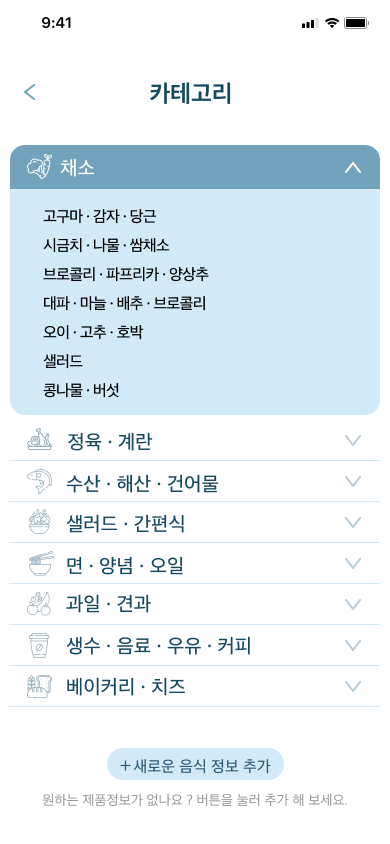 9:41
카테고리
채소
고구마 · 감자 · 당근
시금치 · 나물 · 쌈채소
브로콜리 · 파프리카 · 양상추
대파 · 마늘 · 배추 · 브로콜리
오이 · 고추 · 호박
샐러드
콩나물 · 버섯
정육 · 계란
수산 · 해산 · 건어물
샐러드 · 간편식
면 · 양념 · 오일
과일 · 견과
생수 · 음료 · 우유 · 커피
베이커리 · 치즈
+ 새로운 음식 정보 추가
원하는 제품정보가 없나요 ? 버튼을 눌러 추가 해 보세요.